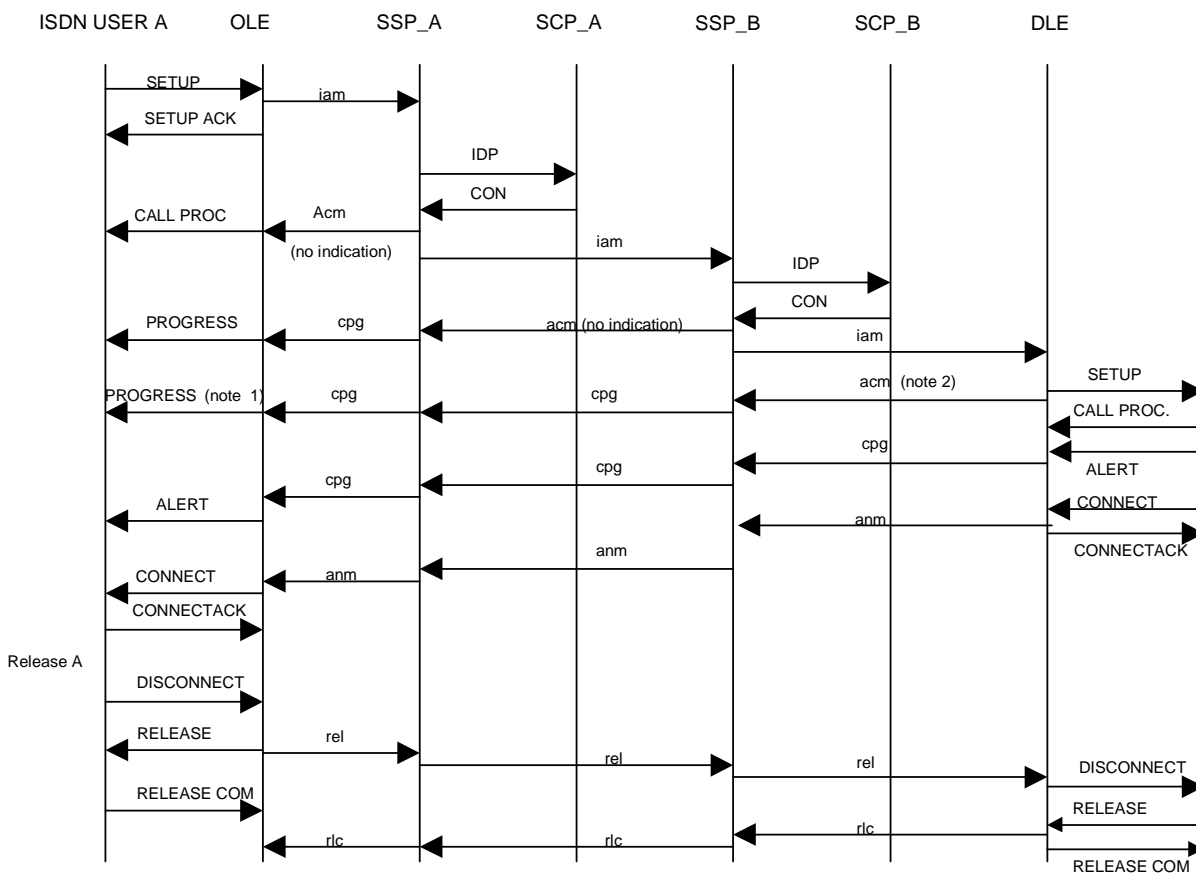 ISDN USER A OLE SSP_A SCP_A SSP_B SCP_B DLE
SETUP
iam
SETUP ACK
IDP
CON
CALL PROC Acm
(no indication)
iam
IDP
CON
PROGRESS cpg acm (no indication)
iam
SETUP
acm (note 2)
PROGRESS (note 1) cpg cpg
CALL PROC.
cpg
ALERT
cpg
cpg
ALERT
CONNECT
anm
CONNECTACK
anm
CONNECT anm
CONNECTACK
Release A
DISCONNECT
RELEASE rel
rel
rel
DISCONNECT
RELEASE COM
RELEASE
rlc rlc rlc
RELEASE COM